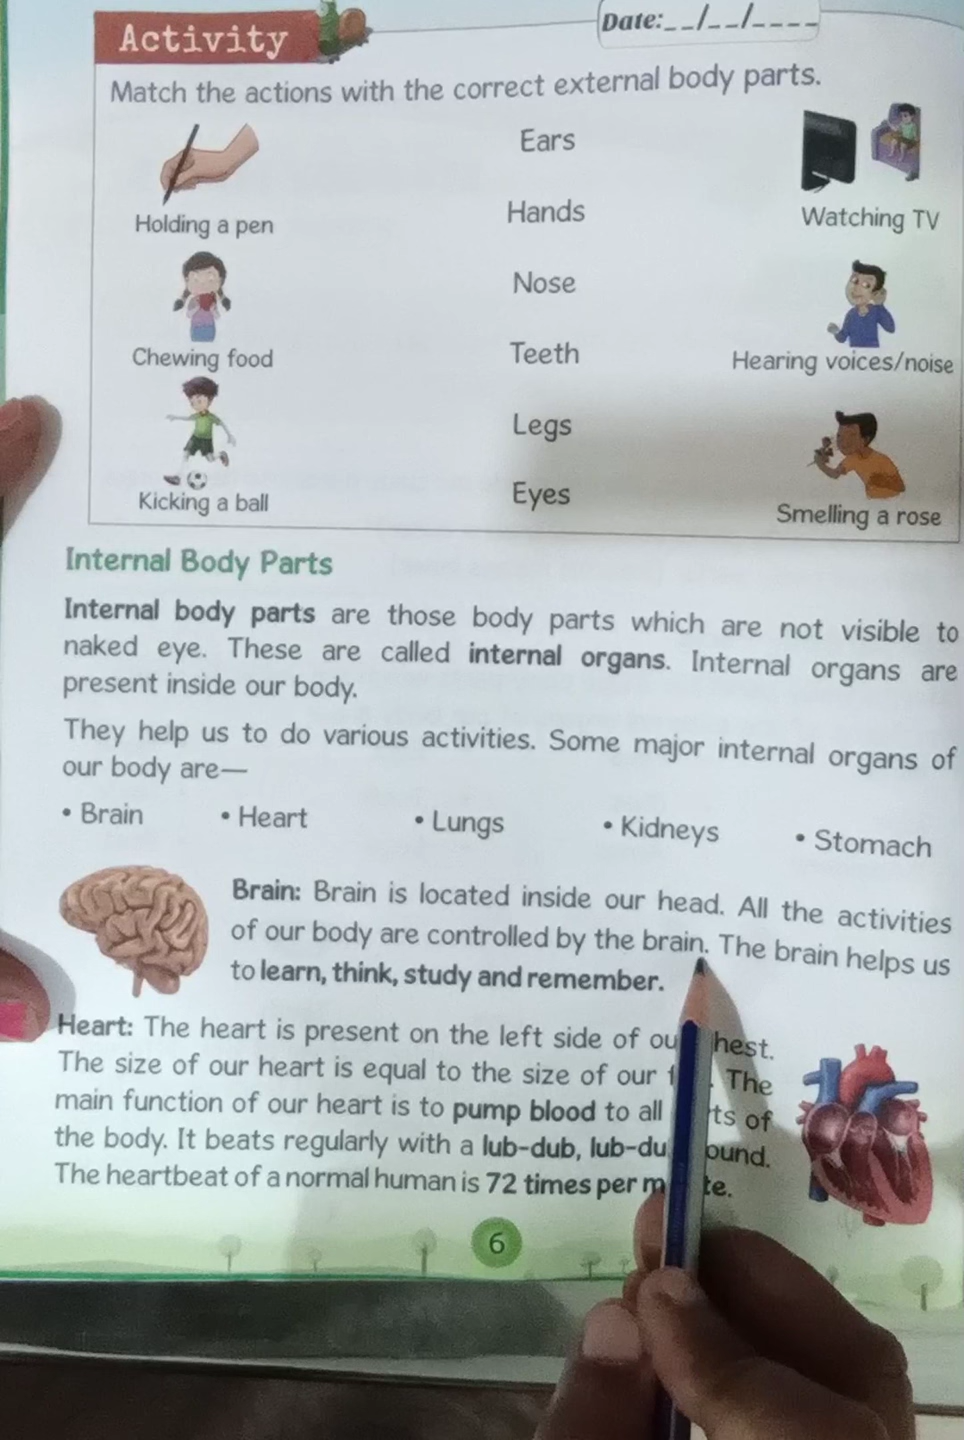 Activity
Date:__/__/____
Match the actions with the correct external body parts.
Holding a pen
Chewing food
Kicking a ball
Ears
Hands
Nose
Teeth
Legs
Eyes
Watching TV
Hearing voices/noise
Smelling a rose
Internal Body Parts
Internal body parts are those body parts which are not visible to
naked eye. These are called internal organs. Internal organs are
present inside our body.
They help us to do various activities. Some major internal organs of
our body are—
• Brain • Heart • Lungs • Kidneys • Stomach
Brain: Brain is located inside our head. All the activities
of our body are controlled by the brain. The brain helps us
to learn, think, study and remember.
Heart: The heart is present on the left side of ou hest.
The size of our heart is equal to the size of our f . The
main function of our heart is to pump blood to all ts of
the body. It beats regularly with a lub-dub, lub-du ound.
The heartbeat of a normal human is 72 times per m te.
6